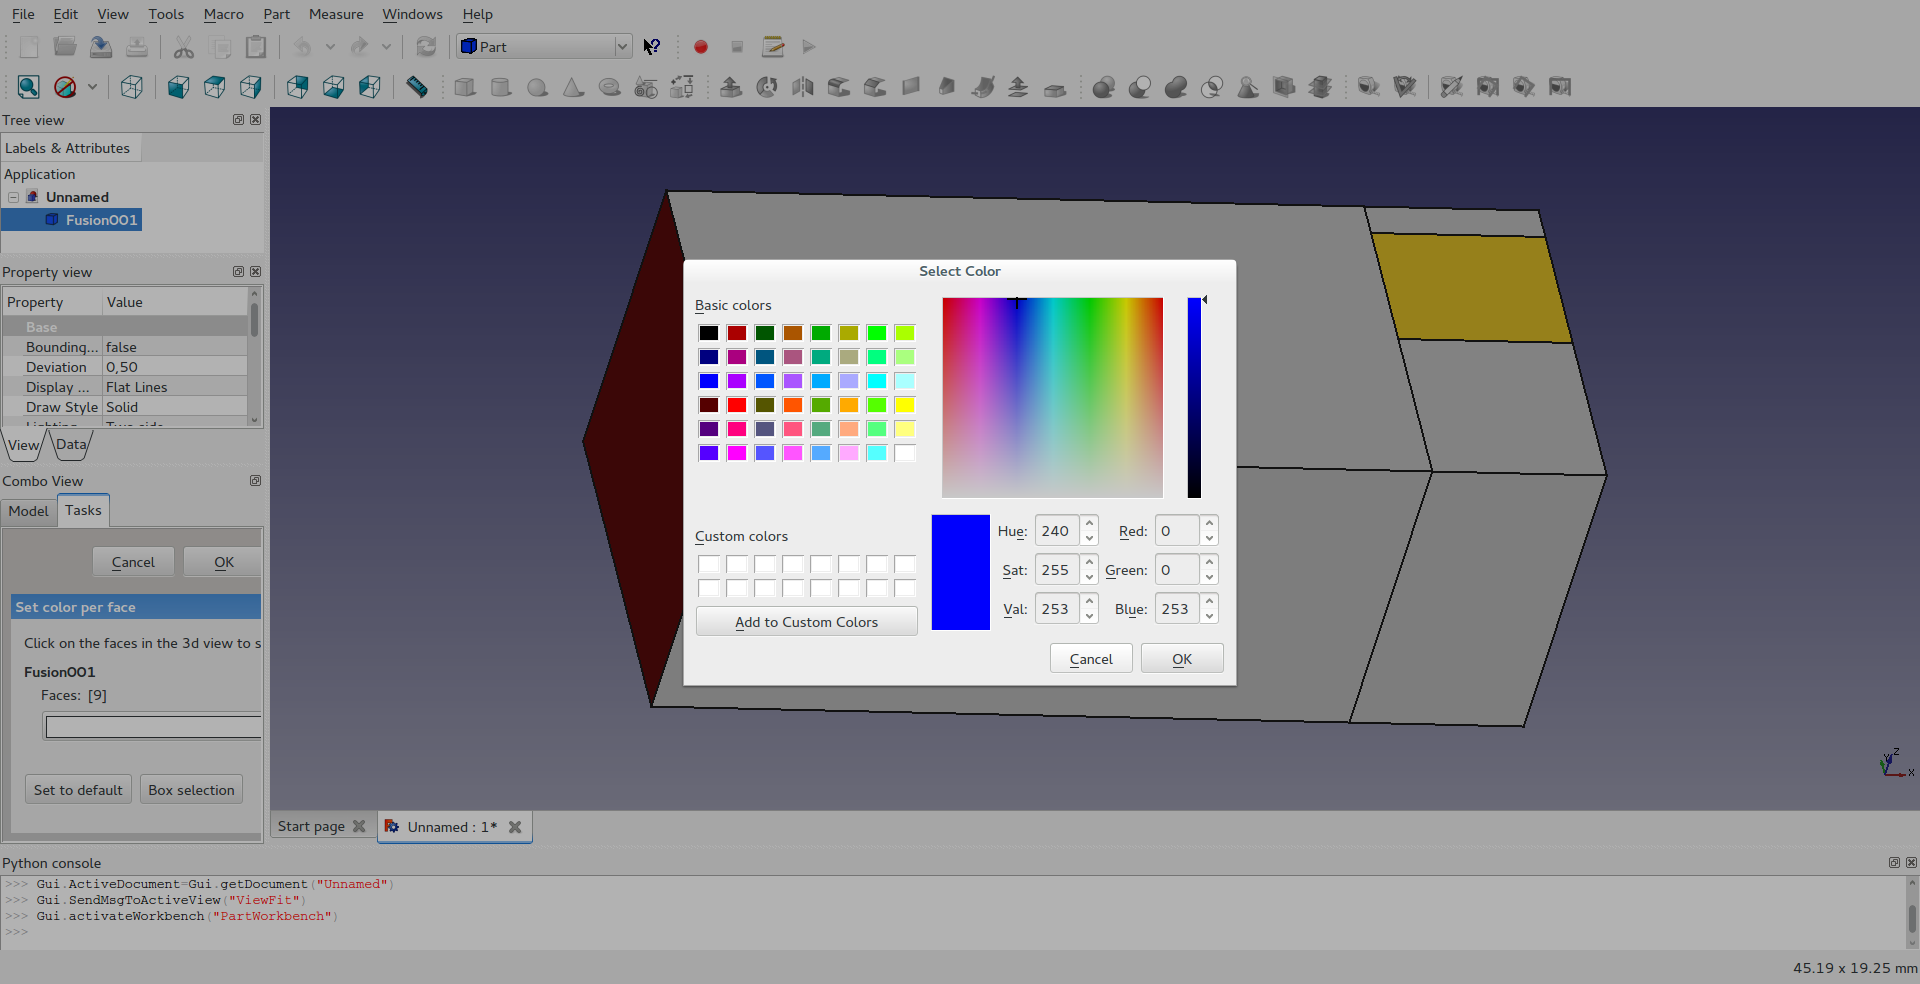 File Edit View Tools Macro Part Measure Windows Help
Part
Tree view
Labels & Attributes
Application
Unnamed
Fusion001
Property view
Property Value
Base
Bounding... false
Deviation 0,50
Display ... Flat Lines
Draw Style Solid
View Data
Combo View
Model Tasks
Cancel OK
Set color per face
Click on the faces in the 3d view to s
Fusion001
Faces: [9]
Set to default Box selection
Select Color
Basic colors
Custom colors
Add to Custom Colors
Hue: 240 Red: 0
Sat: 255 Green: 0
Val: 253 Blue: 253
Cancel OK
Z
Y
X
Start page Unnamed : 1*
Python console
>>> Gui.ActiveDocument=Gui.getDocument("Unnamed")
>>> Gui.SendMsgToActiveView("ViewFit")
>>> Gui.activateWorkbench("PartWorkbench")
>>>
45.19 x 19.25 mm